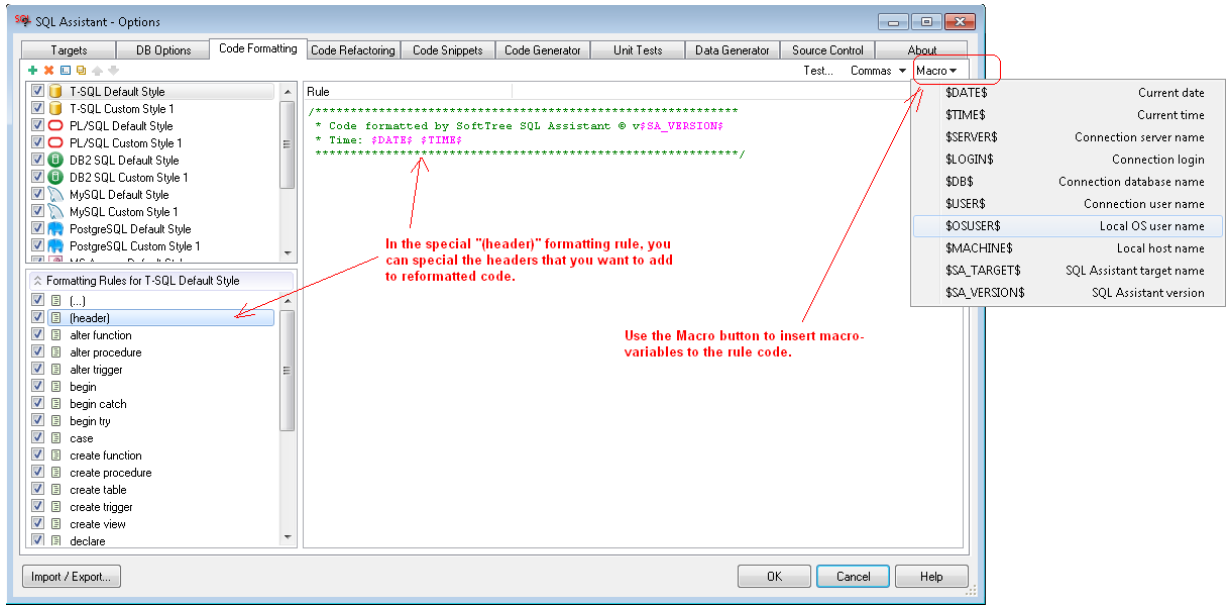 SQL Assistant - Options
Targets DB Options Code Formatting Code Refactoring Code Snippets Code Generator Unit Tests Data Generator Source Control About
Test... Commas Macro
T-SQL Default Style
T-SQL Custom Style 1
PL/SQL Default Style
PL/SQL Custom Style 1
DB2 SQL Default Style
DB2 SQL Custom Style 1
MySQL Default Style
MySQL Custom Style 1
PostgreSQL Default Style
PostgreSQL Custom Style 1
Formatting Rules for T-SQL Default Style
(...)
(header)
alter function
alter procedure
alter trigger
begin
begin catch
begin try
case
create function
create procedure
create table
create trigger
create view
declare
Rule
/************************************************************
* Code formatted by SoftTree SQL Assistant © v$SA_VERSION$
* Time: $DATE$ $TIME$
************************************************************/
In the special "(header)" formatting rule, you
can special the headers that you want to add
to reformatted code.
Use the Macro button to insert macro-
variables to the rule code.
$DATE$ Current date
$TIME$ Current time
$SERVER$ Connection server name
$LOGIN$ Connection login
$DB$ Connection database name
$USER$ Connection user name
$OSUSER$ Local OS user name
$MACHINE$ Local host name
$SA_TARGET$ SQL Assistant target name
$SA_VERSION$ SQL Assistant version
Import / Export... OK Cancel Help